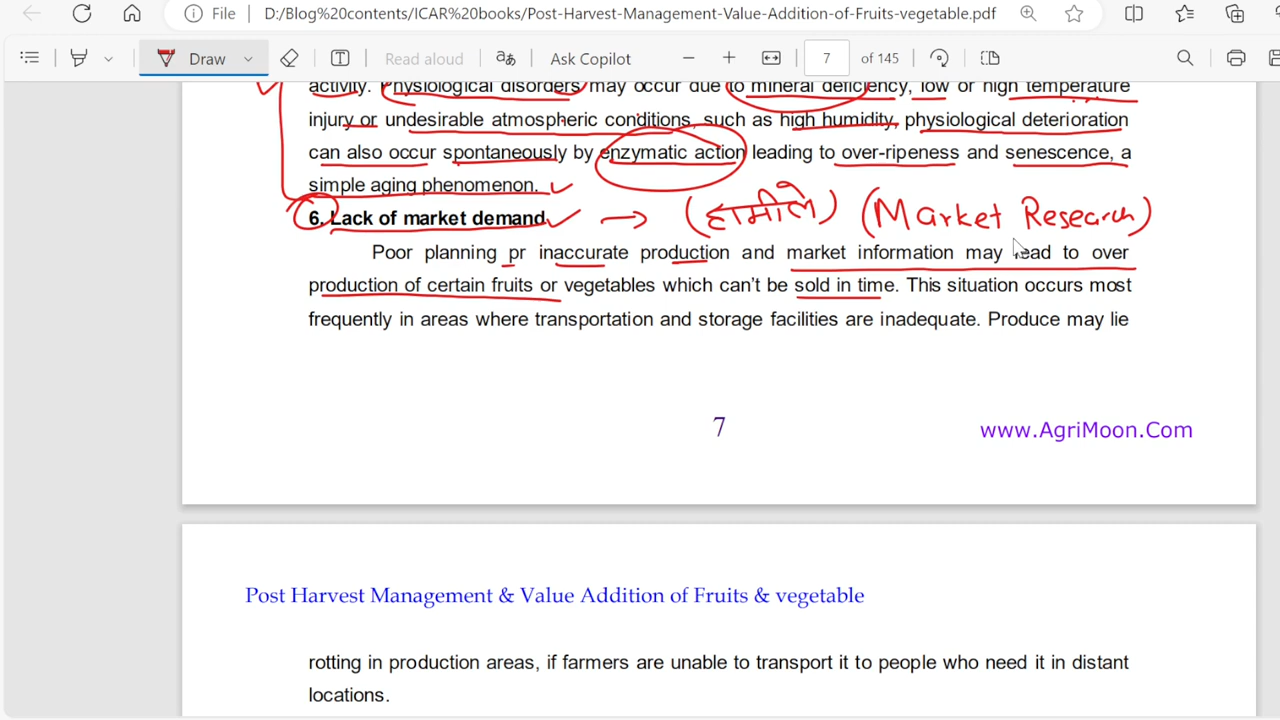 File D:/Blog%20contents/ICAR%20books/Post-Harvest-Management-Value-Addition-of-Fruits-vegetable.pdf
Draw Read aloud aあ Ask Copilot 7 of 145
activity. Physiological disorders may occur due to mineral deficiency, low or high temperature
injury or undesirable atmospheric conditions, such as high humidity, physiological deterioration
can also occur spontaneously by enzymatic action leading to over-ripeness and senescence, a
simple aging phenomenon.
6. Lack of market demand → (Market Research)
Poor planning pr inaccurate production and market information may lead to over
production of certain fruits or vegetables which can't be sold in time. This situation occurs most
frequently in areas where transportation and storage facilities are inadequate. Produce may lie
7
www.AgriMoon.Com
Post Harvest Management & Value Addition of Fruits & vegetable
rotting in production areas, if farmers are unable to transport it to people who need it in distant
locations.